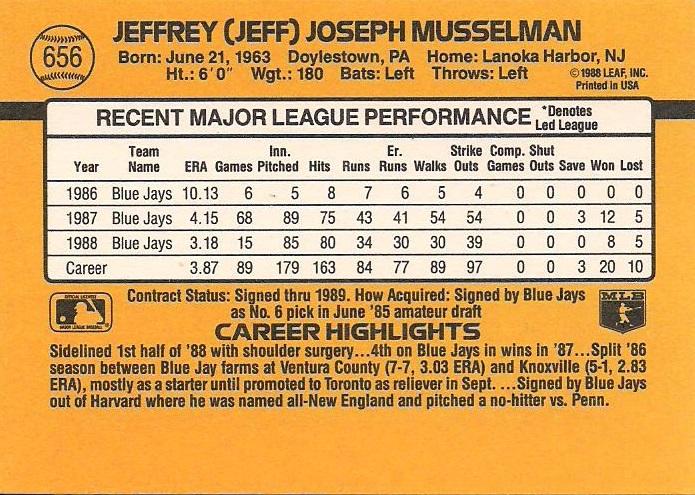 656
JEFFREY (JEFF) JOSEPH MUSSELMAN
Born: June 21, 1963 Doylestown, PA Home: Lanoka Harbor, NJ
Ht.: 6'0" Wgt.: 180 Bats: Left Throws: Left
©1988 LEAF, INC.
Printed in USA
RECENT MAJOR LEAGUE PERFORMANCE *Denotes Led League
Year Team Name ERA Games Inn. Pitched Hits Runs Er. Runs Walks Strike Outs Comp. Games Shut Outs Save Won Lost
1986 Blue Jays 10.13 6 5 8 7 6 5 4 0 0 0 0 0
1987 Blue Jays 4.15 68 89 75 43 41 54 54 0 0 3 12 5
1988 Blue Jays 3.18 15 85 80 34 30 30 39 0 0 0 8 5
Career 3.87 89 179 163 84 77 89 97 0 0 3 20 10
Contract Status: Signed thru 1989. How Acquired: Signed by Blue Jays
as No. 6 pick in June '85 amateur draft
MLB
CAREER HIGHLIGHTS
Sidelined 1st half of '88 with shoulder surgery...4th on Blue Jays in wins in '87...Split '86
season between Blue Jay farms at Ventura County (7-7, 3.03 ERA) and Knoxville (5-1, 2.83
ERA), mostly as a starter until promoted to Toronto as reliever in Sept. ...Signed by Blue Jays
out of Harvard where he was named all-New England and pitched a no-hitter vs. Penn.